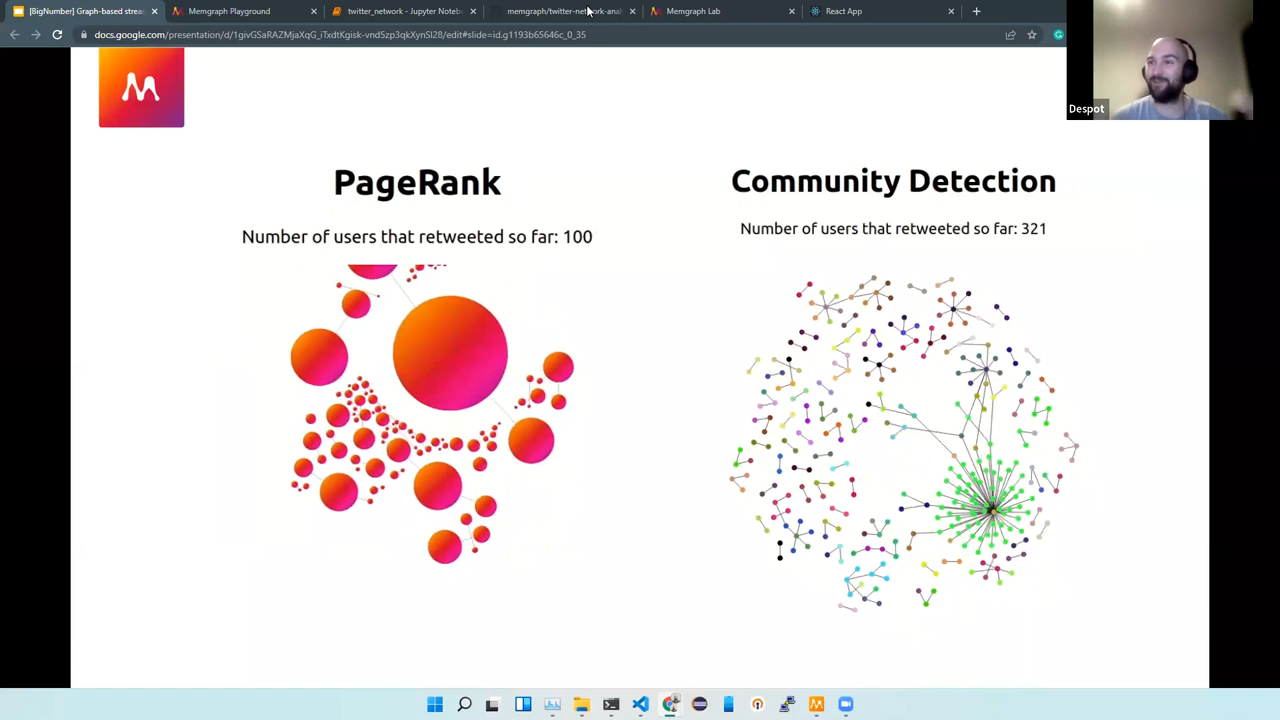 [BigNumber] Graph-based strea
Memgraph Playground
twitter_network - Jupyter Noteb
memgraph/twitter-network-anal
Memgraph Lab
React App
docs.google.com/presentation/d/1givGSaRAZMjaXqG_iTxdtKgisk-vnd5zp3qkXynSI28/edit#slide=id.g1193b65646c_0_35
Despot
PageRank
Number of users that retweeted so far: 100
Community Detection
Number of users that retweeted so far: 321